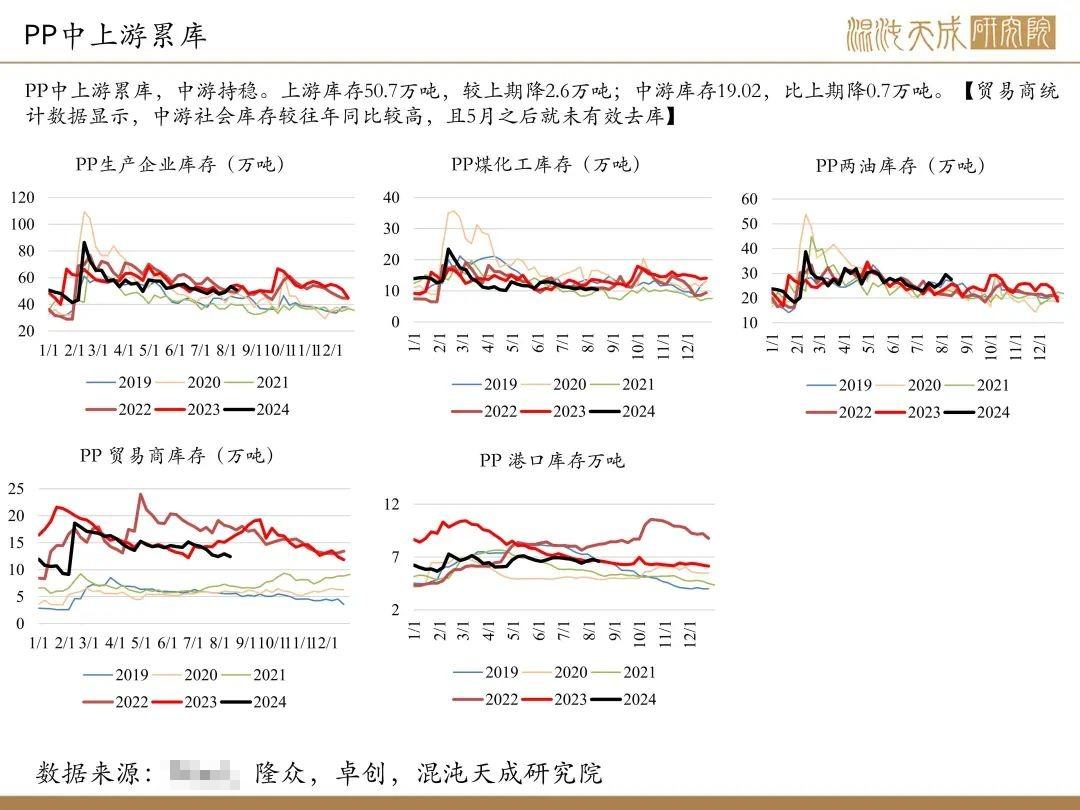 PP中上游累库
混沌天成研究院
PP中上游累库，中游持稳。上游库存50.7万吨，较上期降2.6万吨；中游库存19.02，比上期降0.7万吨。【贸易商统
计数据显示，中游社会库存较往年同比较高，且5月之后就未有效去库】
PP生产企业库存（万吨）
120
100
80
60
40
20
1/1 2/1 3/1 4/1 5/1 6/1 7/1 8/1 9/1 10/1 11/1 12/1
2019 2020 2021
2022 2023 2024
PP煤化工库存（万吨）
40
30
20
10
0
1/1 2/1 3/1 4/1 5/1 6/1 7/1 8/1 9/1 10/1 11/1 12/1
2019 2020 2021
2022 2023 2024
PP两油库存（万吨）
60
50
40
30
20
10
1/1 2/1 3/1 4/1 5/1 6/1 7/1 8/1 9/1 10/1 11/1 12/1
2019 2020 2021
2022 2023 2024
PP 贸易商库存（万吨）
25
20
15
10
5
0
1/1 2/1 3/1 4/1 5/1 6/1 7/1 8/1 9/1 10/1 11/1 12/1
2019 2020 2021
2022 2023 2024
PP 港口库存万吨
12
7
2
1/1 2/1 3/1 4/1 5/1 6/1 7/1 8/1 9/1 10/1 11/1 12/1
2019 2020 2021
2022 2023 2024
数据来源： 隆众，卓创，混沌天成研究院